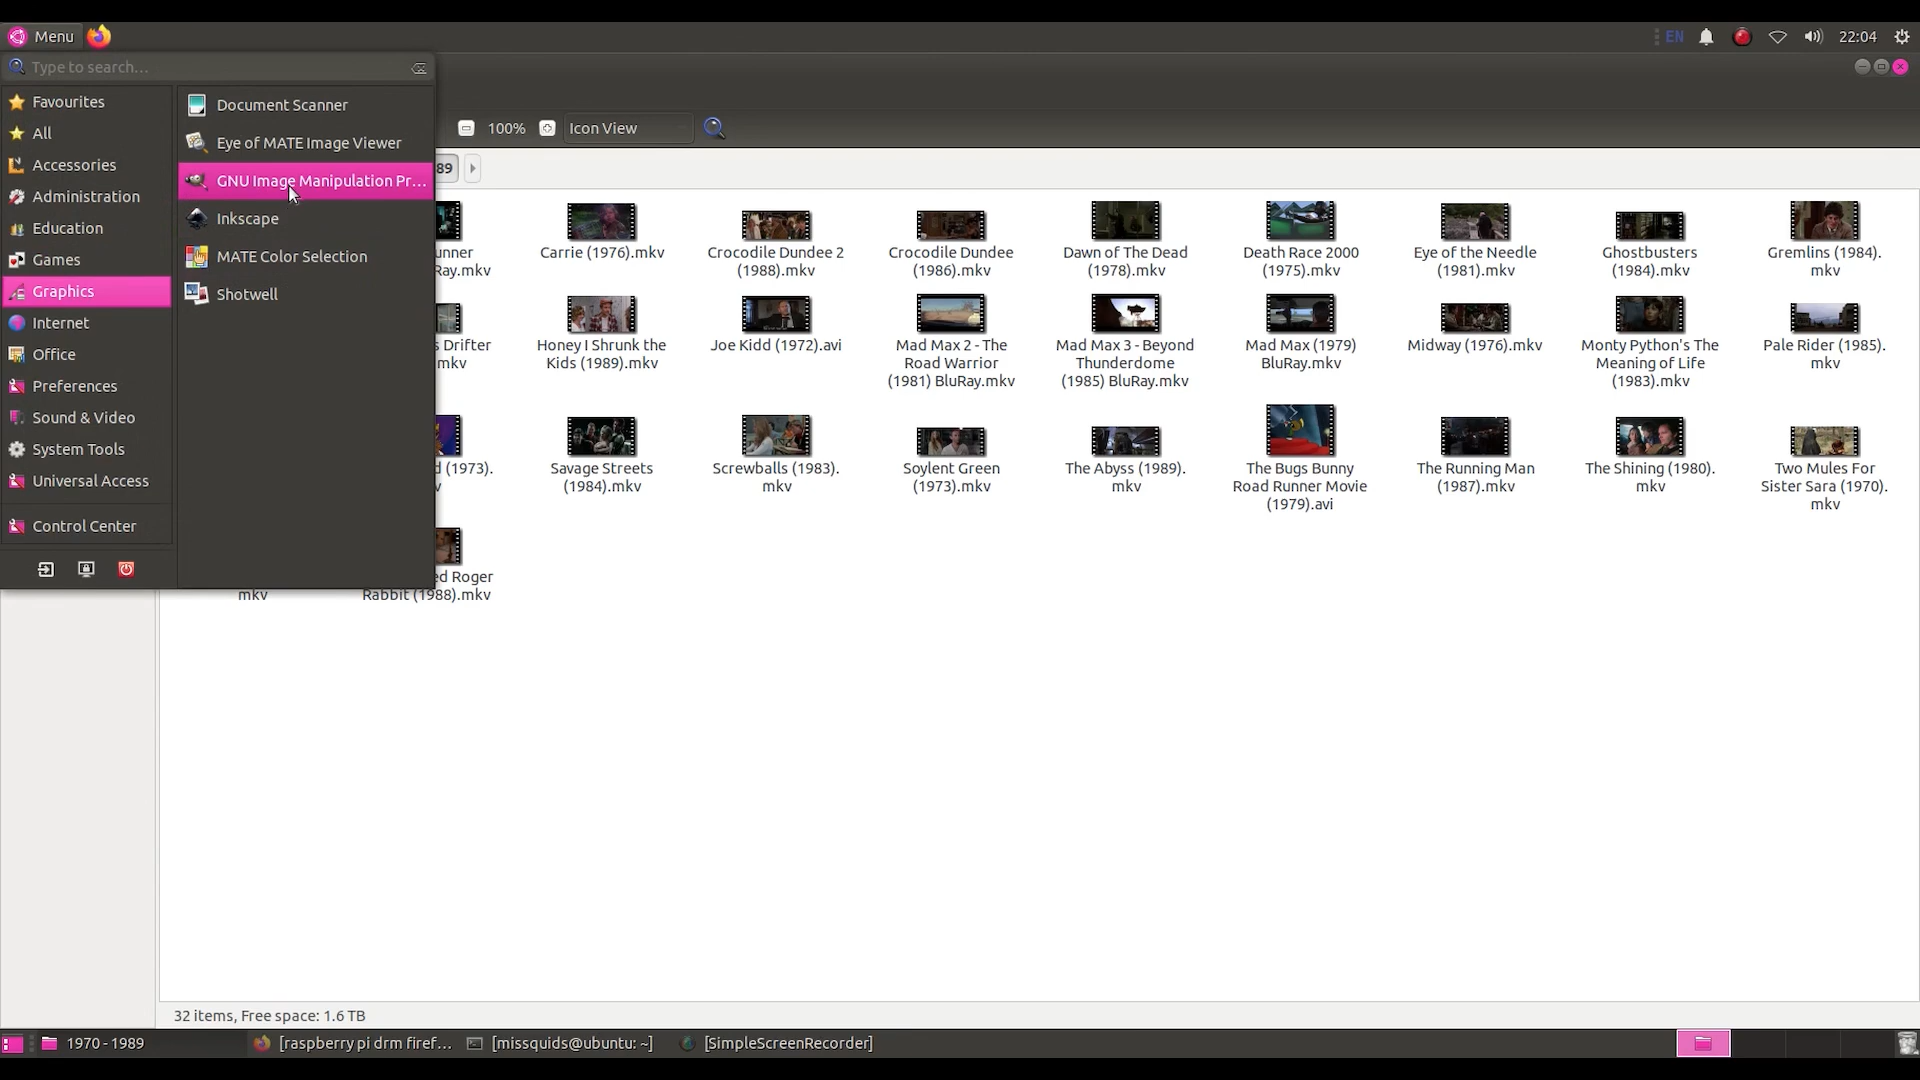 Menu
EN
22:04
Type to search...
Favourites
All
Accessories
Administration
Education
Games
Graphics
Internet
Office
Preferences
Sound & Video
System Tools
Universal Access
Control Center
Document Scanner
Eye of MATE Image Viewer
GNU Image Manipulation Pr...
Inkscape
MATE Color Selection
Shotwell
100%
Icon View
89
unner
Ray.mkv
Carrie (1976).mkv
Crocodile Dundee 2
(1988).mkv
Crocodile Dundee
(1986).mkv
Dawn of The Dead
(1978).mkv
Death Race 2000
(1975).mkv
Eye of the Needle
(1981).mkv
Ghostbusters
(1984).mkv
Gremlins (1984).
mkv
s Drifter
mkv
Honey I Shrunk the
Kids (1989).mkv
Joe Kidd (1972).avi
Mad Max 2 - The
Road Warrior
(1981) BluRay.mkv
Mad Max 3 - Beyond
Thunderdome
(1985) BluRay.mkv
Mad Max (1979)
BluRay.mkv
Midway (1976).mkv
Monty Python's The
Meaning of Life
(1983).mkv
Pale Rider (1985).
mkv
d (1973).
v
Savage Streets
(1984).mkv
Screwballs (1983).
mkv
Soylent Green
(1973).mkv
The Abyss (1989).
mkv
The Bugs Bunny
Road Runner Movie
(1979).avi
The Running Man
(1987).mkv
The Shining (1980).
mkv
Two Mules For
Sister Sara (1970).
mkv
mkv
ed Roger
Rabbit (1988).mkv
32 items, Free space: 1.6 TB
1970 - 1989
[raspberry pi drm firef...
[missquids@ubuntu: ~]
[SimpleScreenRecorder]